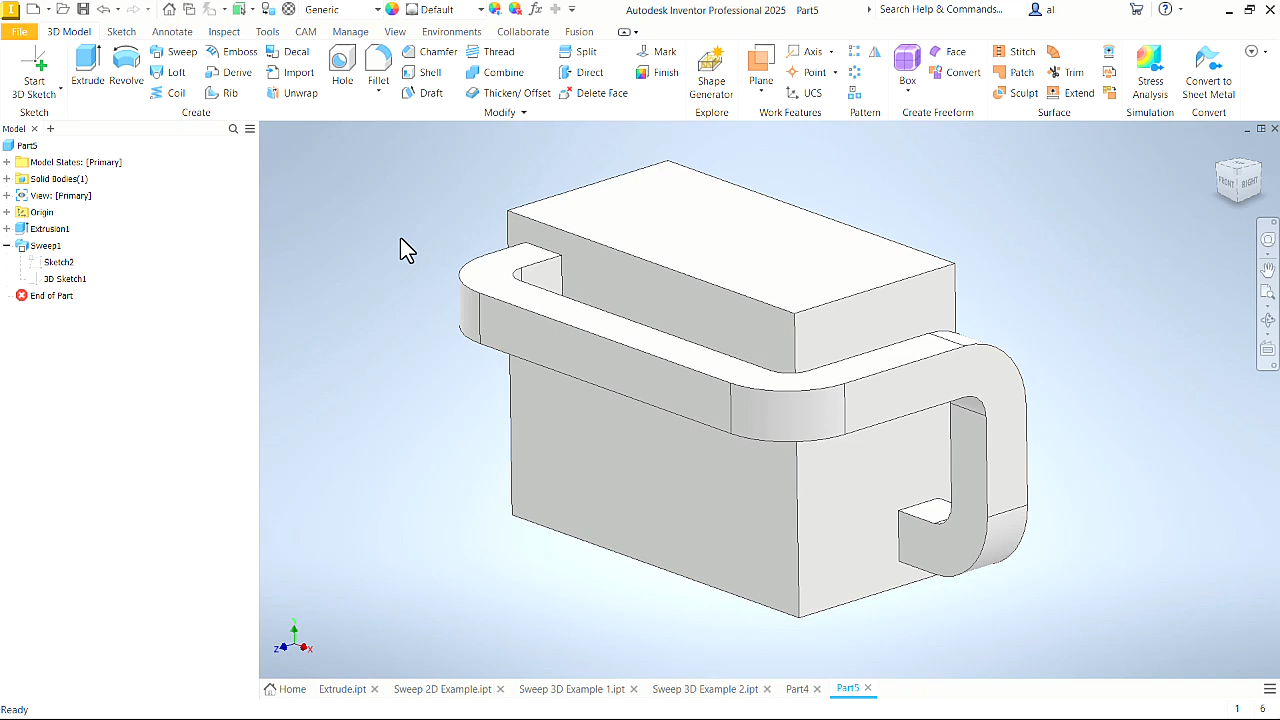 Generic
Default
Autodesk Inventor Professional 2025 Part5
Search Help & Commands...
al
File
3D Model
Sketch
Annotate
Inspect
Tools
CAM
Manage
View
Environments
Collaborate
Fusion
Start
3D Sketch
Extrude
Revolve
Sweep
Loft
Coil
Emboss
Derive
Rib
Decal
Import
Unwrap
Hole
Fillet
Chamfer
Shell
Draft
Thread
Combine
Thicken/ Offset
Split
Direct
Delete Face
Mark
Finish
Shape
Generator
Plane
Axis
Point
UCS
Box
Face
Convert
Stitch
Patch
Sculpt
Trim
Extend
Stress
Analysis
Convert to
Sheet Metal
Sketch
Create
Modify
Explore
Work Features
Pattern
Create Freeform
Surface
Simulation
Convert
Model
Part5
Model States: [Primary]
Solid Bodies(1)
View: [Primary]
Origin
Extrusion1
Sweep1
Sketch2
3D Sketch1
End of Part
FRONT
RIGHT
Z
X
Home
Extrude.ipt
Sweep 2D Example.ipt
Sweep 3D Example 1.ipt
Sweep 3D Example 2.ipt
Part4
Part5
Ready
1 6